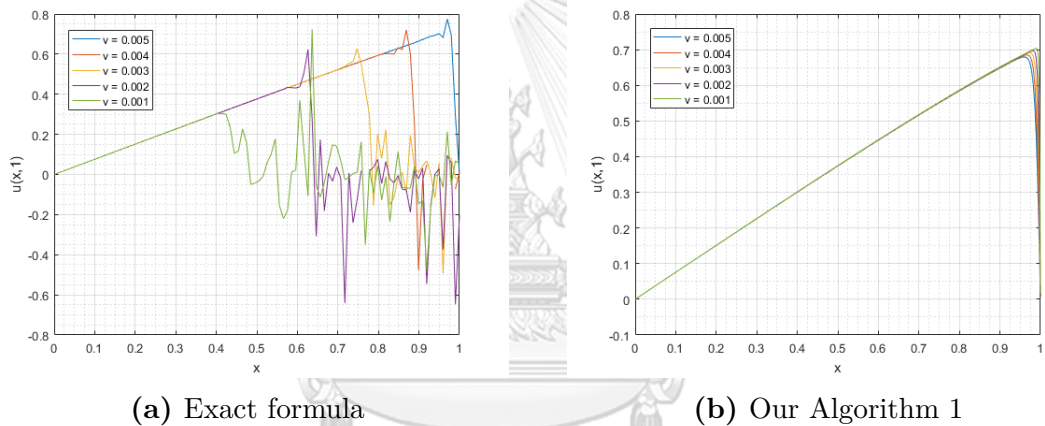 0.8
0.6
0.4
0.2
0
-0.2
-0.4
-0.6
-0.8
u(x,1)
v = 0.005
v = 0.004
v = 0.003
v = 0.002
v = 0.001
0 0.1 0.2 0.3 0.4 0.5 0.6 0.7 0.8 0.9 1
x
(a) Exact formula
0.8
0.7
0.6
0.5
0.4
0.3
0.2
0.1
0
-0.1
u(x,1)
v = 0.005
v = 0.004
v = 0.003
v = 0.002
v = 0.001
0 0.1 0.2 0.3 0.4 0.5 0.6 0.7 0.8 0.9 1
x
(b) Our Algorithm 1